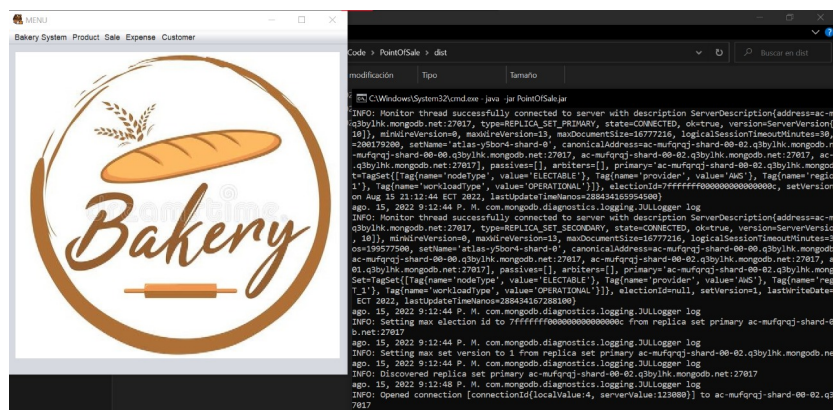 MENU
Bakery System Product Sale Expense Customer
dreamstime
Bakery
Code > PointOfSale > dist
Buscar en dist
modificación Tipo Tamaño
C:\Windows\System32\cmd.exe - java -jar PointOfSale.jar
INFO: Monitor thread successfully connected to server with description ServerDescription{address=ac-m
q3bylhk.mongodb.net:27017, type=REPLICA_SET_PRIMARY, state=CONNECTED, ok=true, version=ServerVersion{
10]}, minWireVersion=0, maxWireVersion=13, maxDocumentSize=16777216, logicalSessionTimeoutMinutes=30,
=200179200, setName='atlas-y5bor4-shard-0', canonicalAddress=ac-mufqrqj-shard-00-02.q3bylhk.mongodb.n
-mufqrqj-shard-00-00.q3bylhk.mongodb.net:27017, ac-mufqrqj-shard-00-02.q3bylhk.mongodb.net:27017, ac-
.q3bylhk.mongodb.net:27017], passives=[], arbiters=[], primary='ac-mufqrqj-shard-00-02.q3bylhk.mongod
t=TagSet{[Tag{name='nodeType', value='ELECTABLE'}, Tag{name='provider', value='AWS'}, Tag{name='regio
1'}, Tag{name='workloadType', value='OPERATIONAL'}]}, electionId=7fffffff000000000000000c, setVersion
on Aug 15 21:12:44 ECT 2022, lastUpdateTimeNanos=288434165954500}
ago. 15, 2022 9:12:44 P. M. com.mongodb.diagnostics.logging.JULLogger log
INFO: Monitor thread successfully connected to server with description ServerDescription{address=ac-m
q3bylhk.mongodb.net:27017, type=REPLICA_SET_SECONDARY, state=CONNECTED, ok=true, version=ServerVersio
, 10]}, minWireVersion=0, maxWireVersion=13, maxDocumentSize=16777216, logicalSessionTimeoutMinutes=3
os=199577500, setName='atlas-y5bor4-shard-0', canonicalAddress=ac-mufqrqj-shard-00-00.q3bylhk.mongodb
ac-mufqrqj-shard-00-00.q3bylhk.mongodb.net:27017, ac-mufqrqj-shard-00-02.q3bylhk.mongodb.net:27017, a
01.q3bylhk.mongodb.net:27017], passives=[], arbiters=[], primary='ac-mufqrqj-shard-00-02.q3bylhk.mong
Set=TagSet{[Tag{name='nodeType', value='ELECTABLE'}, Tag{name='provider', value='AWS'}, Tag{name='reg
T_1'}, Tag{name='workloadType', value='OPERATIONAL'}]}, electionId=null, setVersion=1, lastWriteDate=
ECT 2022, lastUpdateTimeNanos=288434167288100}
ago. 15, 2022 9:12:44 P. M. com.mongodb.diagnostics.logging.JULLogger log
INFO: Setting max election id to 7fffffff000000000000000c from replica set primary ac-mufqrqj-shard-0
b.net:27017
ago. 15, 2022 9:12:44 P. M. com.mongodb.diagnostics.logging.JULLogger log
INFO: Setting max set version to 1 from replica set primary ac-mufqrqj-shard-00-02.q3bylhk.mongodb.ne
ago. 15, 2022 9:12:44 P. M. com.mongodb.diagnostics.logging.JULLogger log
INFO: Discovered replica set primary ac-mufqrqj-shard-00-02.q3bylhk.mongodb.net:27017
ago. 15, 2022 9:12:48 P. M. com.mongodb.diagnostics.logging.JULLogger log
INFO: Opened connection [connectionId{localValue:4, serverValue:123080}] to ac-mufqrqj-shard-00-02.q3
7017